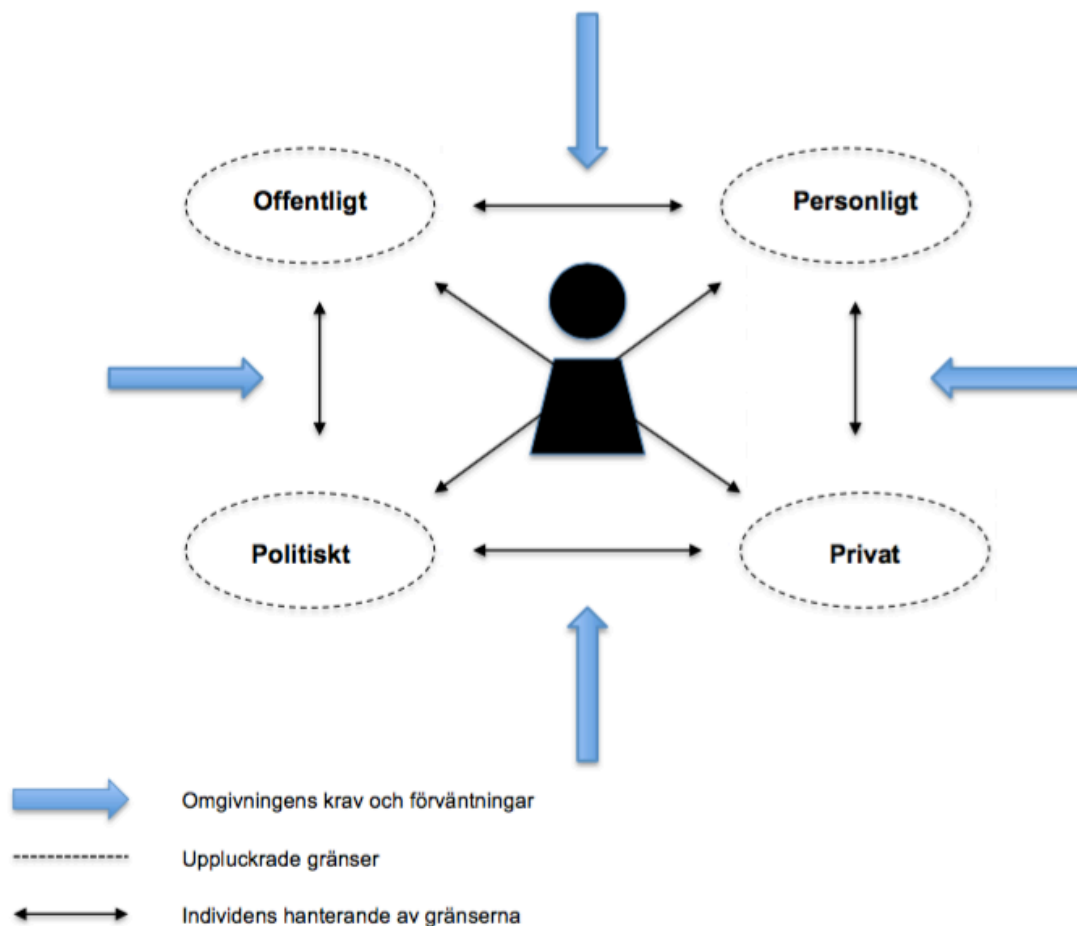 Offentligt
Personligt
Politiskt
Privat
Omgivningens krav och förväntningar
Uppluckrade gränser
Individens hanterande av gränserna